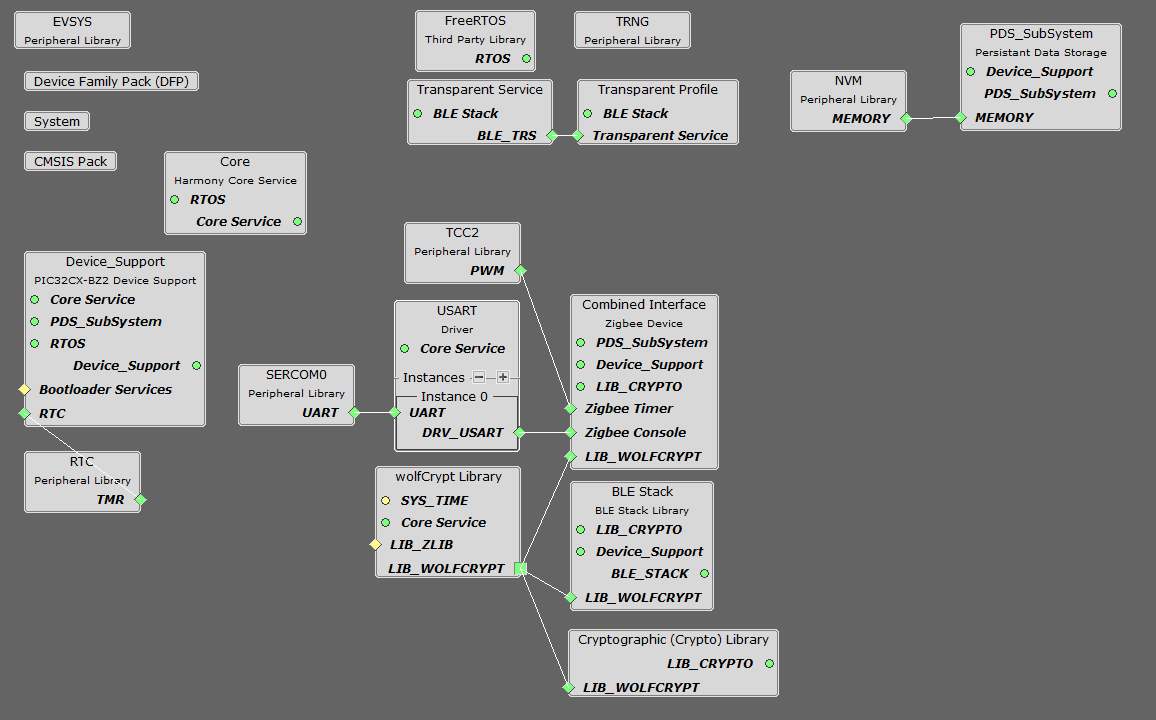 EVSYS
Peripheral Library
Device Family Pack (DFP)
System
CMSIS Pack
Core
Harmony Core Service
RTOS
Core Service
FreeRTOS
Third Party Library
RTOS
TRNG
Peripheral Library
Transparent Service
BLE Stack
BLE_TRS
Transparent Profile
BLE Stack
Transparent Service
NVM
Peripheral Library
MEMORY
PDS_SubSystem
Persistant Data Storage
Device_Support
PDS_SubSystem
MEMORY
Device_Support
PIC32CX-BZ2 Device Support
Core Service
PDS_SubSystem
RTOS
Device_Support
Bootloader Services
RTC
RTC
Peripheral Library
TMR
SERCOM0
Peripheral Library
UART
TCC2
Peripheral Library
PWM
USART
Driver
Core Service
Instances
Instance 0
UART
DRV_USART
Combined Interface
Zigbee Device
PDS_SubSystem
Device_Support
LIB_CRYPTO
Zigbee Timer
Zigbee Console
LIB_WOLFCRYPT
wolfCrypt Library
SYS_TIME
Core Service
LIB_ZLIB
LIB_WOLFCRYPT
BLE Stack
BLE Stack Library
LIB_CRYPTO
Device_Support
BLE_STACK
LIB_WOLFCRYPT
Cryptographic (Crypto) Library
LIB_CRYPTO
LIB_WOLFCRYPT